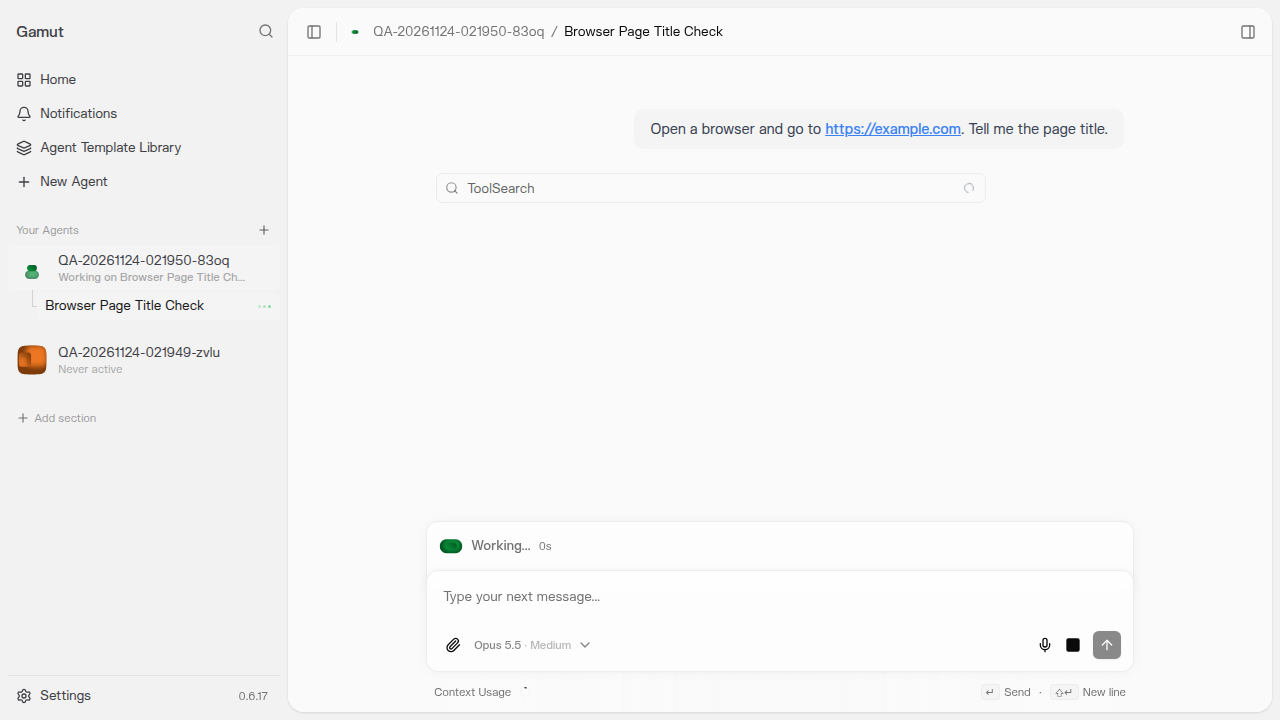 Gamut
Home
Notifications
Agent Template Library
New Agent
Your Agents
QA-20261124-021950-83oq
Working on Browser Page Title Ch...
Browser Page Title Check
QA-20261124-021949-zvlu
Never active
Add section
Settings
0.6.17
QA-20261124-021950-83oq / Browser Page Title Check
Open a browser and go to https://example.com. Tell me the page title.
ToolSearch
Working... 0s
Type your next message...
Opus 5.5 · Medium
Context Usage
↵ Send · ⇧↵ New line